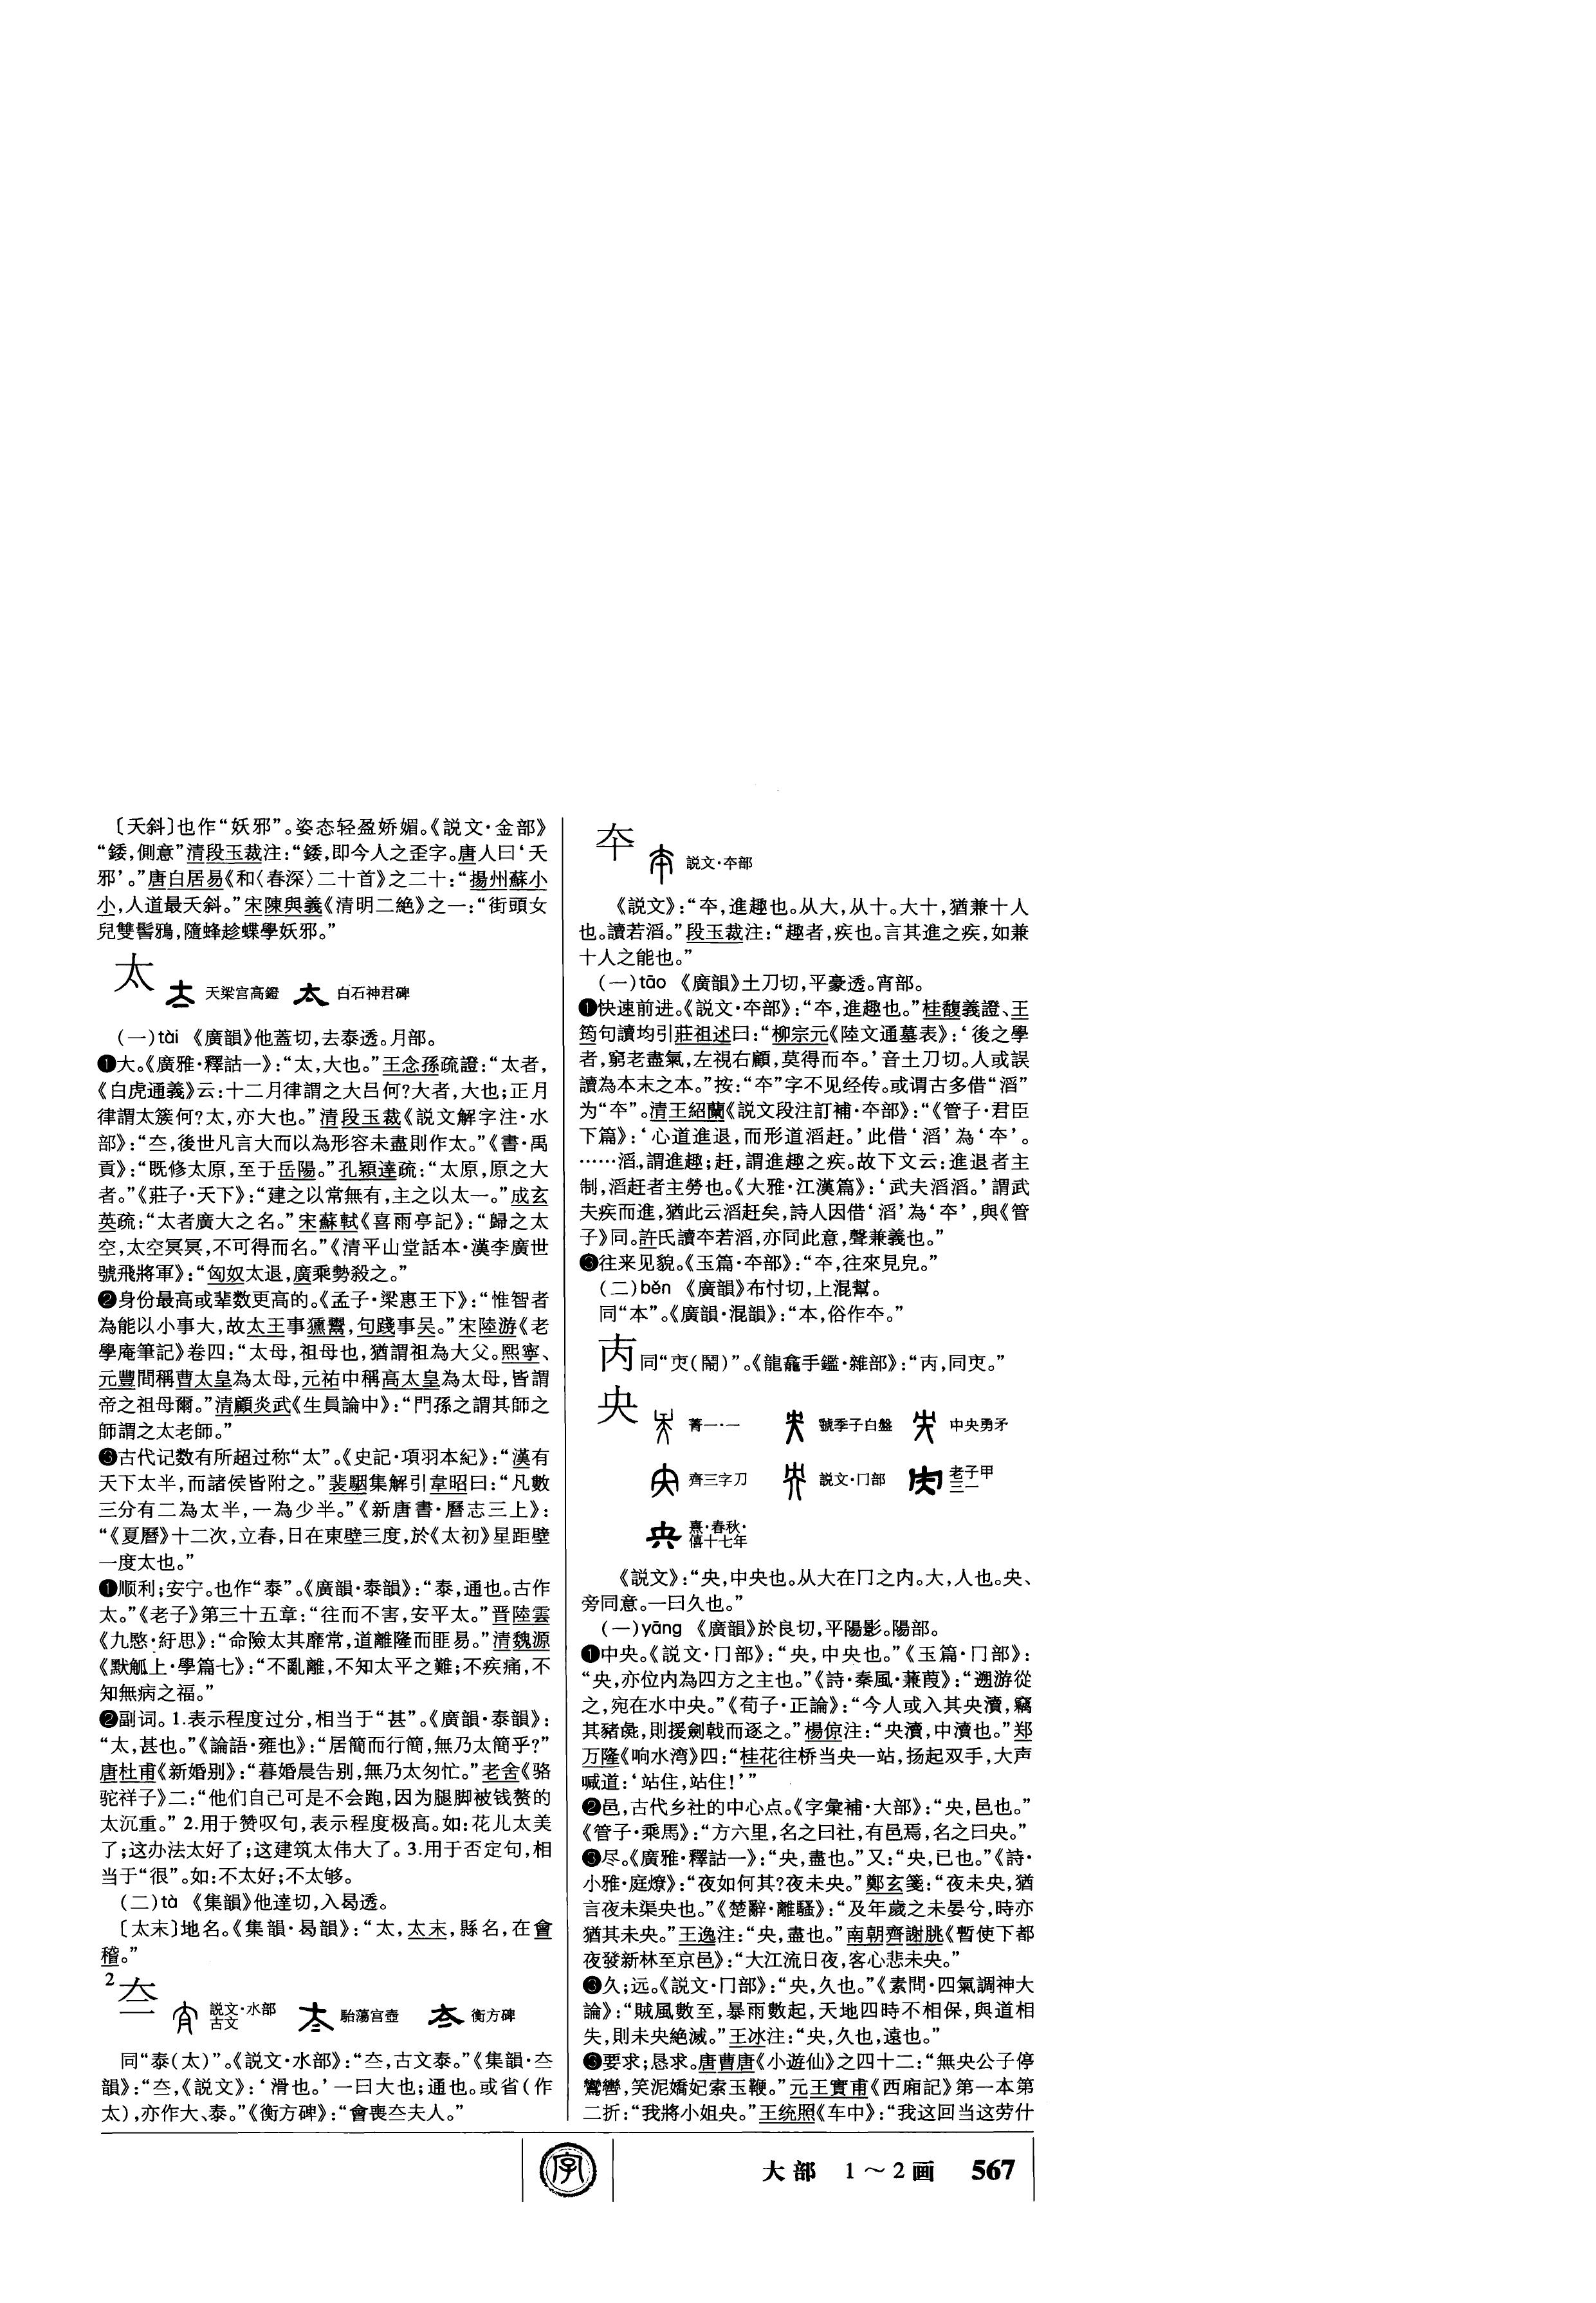 〔夭斜〕也作“妖邪”。姿态轻盈娇媚。《説文·金部》
“錗,側意”清段玉裁注:“錗,即今人之歪字。唐人曰‘夭
邪’。”唐白居易《和〈春深〉二十首》之二十:“揚州蘇小
小,人道最夭斜。”宋陳與義《清明二絶》之一:“街頭女
兒雙髻鴉,隨蜂趁蝶學妖邪。”
太 天梁宫高鐙 白石神君碑
(一)tài 《廣韻》他蓋切,去泰透。月部。
❶大。《廣雅·釋詁一》:“太,大也。”王念孫疏證:“太者,
《白虎通義》云:十二月律謂之大吕何?大者,大也;正月
律謂太簇何?太,亦大也。”清段玉裁《説文解字注·水
部》:“夳,後世凡言大而以為形容未盡則作太。”《書·禹
貢》:“既修太原,至于岳陽。”孔穎達疏:“太原,原之大
者。”《莊子·天下》:“建之以常無有,主之以太一。”成玄
英疏:“太者廣大之名。”宋蘇軾《喜雨亭記》:“歸之太
空,太空冥冥,不可得而名。”《清平山堂話本·漢李廣世
號飛將軍》:“匈奴太退,廣乘勢殺之。”
❷身份最高或辈数更高的。《孟子·梁惠王下》:“惟智者
為能以小事大,故太王事獯鬻,句踐事吴。”宋陸游《老
學庵筆記》卷四:“太母,祖母也,猶謂祖為大父。熙寧、
元豐間稱曹太皇為太母,元祐中稱高太皇為太母,皆謂
帝之祖母爾。”清顧炎武《生員論中》:“門孫之謂其師之
師謂之太老師。”
❸古代记数有所超过称“太”。《史記·項羽本紀》:“漢有
天下太半,而諸侯皆附之。”裴駰集解引韋昭曰:“凡數
三分有二為太半,一為少半。”《新唐書·曆志三上》:
“《夏曆》十二次,立春,日在東壁三度,於《太初》星距壁
一度太也。”
❶顺利;安宁。也作“泰”。《廣韻·泰韻》:“泰,通也。古作
太。”《老子》第三十五章:“往而不害,安平太。”晋陸雲
《九愍·紆思》:“命險太其靡常,道離隆而匪易。”清魏源
《默觚上·學篇七》:“不亂離,不知太平之難;不疾痛,不
知無病之福。”
❷副词。1.表示程度过分,相当于“甚”。《廣韻·泰韻》:
“太,甚也。”《論語·雍也》:“居簡而行簡,無乃太簡乎?”
唐杜甫《新婚别》:“暮婚晨告别,無乃太匆忙。”老舍《骆
驼祥子》二:“他们自己可是不会跑,因为腿脚被钱赘的
太沉重。” 2.用于赞叹句,表示程度极高。如:花儿太美
了;这办法太好了;这建筑太伟大了。3.用于否定句,相
当于“很”。如:不太好;不太够。
(二)tà 《集韻》他達切,入曷透。
〔太末〕地名。《集韻·曷韻》:“太,太末,縣名,在會
稽。”
2夳 説文·水部古文 駘蕩宫壺 衡方碑
同“泰(太)”。《説文·水部》:“夳,古文泰。”《集韻·夳
韻》:“夳,《説文》:‘滑也。’一曰大也;通也。或省(作
太),亦作大、泰。”《衡方碑》:“會喪夳夫人。”
夲 説文·夲部
《説文》:“夲,進趣也。从大,从十。大十,猶兼十人
也。讀若滔。”段玉裁注:“趣者,疾也。言其進之疾,如兼
十人之能也。”
(一)tāo 《廣韻》土刀切,平豪透。宵部。
❶快速前进。《説文·夲部》:“夲,進趣也。”桂馥義證、王
筠句讀均引莊祖述曰:“柳宗元《陸文通墓表》:‘後之學
者,窮老盡氣,左視右顧,莫得而夲。’音土刀切。人或誤
讀為本末之本。”按:“夲”字不见经传。或谓古多借“滔”
为“夲”。清王紹蘭《説文段注訂補·夲部》:“《管子·君臣
下篇》:‘心道進退,而形道滔赶。’此借‘滔’為‘夲’。
……滔,謂進趣;赶,謂進趣之疾。故下文云:進退者主
制,滔赶者主勞也。《大雅·江漢篇》:‘武夫滔滔。’謂武
夫疾而進,猶此云滔赶矣,詩人因借‘滔’為‘夲’,與《管
子》同。許氏讀夲若滔,亦同此意,聲兼義也。”
❸往来见貌。《玉篇·夲部》:“夲,往來見皃。”
(二)běn 《廣韻》布忖切,上混幫。
同“本”。《廣韻·混韻》:“本,俗作夲。”
同“㕫(鬧)”。《龍龕手鑑·雜部》:
央 菁一·一 虢季子白盤 中央勇矛
齊三字刀 説文·冂部 老子甲三一
熹·春秋·僖十七年
《説文》:“央,中央也。从大在冂之内。大,人也。央、
旁同意。一曰久也。”
(一)yāng 《廣韻》於良切,平陽影。陽部。
❶中央。《説文·冂部》:“央,中央也。”《玉篇·冂部》:
“央,亦位内為四方之主也。”《詩·秦風·蒹葭》:“遡游從
之,宛在水中央。”《荀子·正論》:“今人或入其央瀆,竊
其豬彘,則援劍戟而逐之。”楊倞注:“央瀆,中瀆也。”郑
万隆《响水湾》四:“桂花往桥当央一站,扬起双手,大声
喊道:‘站住,站住!’”
❷邑,古代乡社的中心点。《字彙補·大部》:“央,邑也。”
《管子·乘馬》:“方六里,名之曰社,有邑焉,名之曰央。”
❸尽。《廣雅·釋詁一》:“央,盡也。”又:“央,已也。”《詩·
小雅·庭燎》:“夜如何其?夜未央。”鄭玄箋:“夜未央,猶
言夜未渠央也。”《楚辭·離騷》:“及年歲之未晏兮,時亦
猶其未央。”王逸注:“央,盡也。”南朝齊謝朓《暫使下都
夜發新林至京邑》:“大江流日夜,客心悲未央。”
❸久;远。《説文·冂部》:“央,久也。”《素問·四氣調神大
論》:“賊風數至,暴雨數起,天地四時不相保,與道相
失,則未央絶滅。”王冰注:“央,久也,遠也。”
❸要求;恳求。唐曹唐《小遊仙》之四十二:“無央公子停
鸞轡,笑泥嬌妃索玉鞭。”元王實甫《西廂記》第一本第
二折:“我將小姐央。”王统照《车中》:“我这回当这劳什
字
大部 1～2画 567